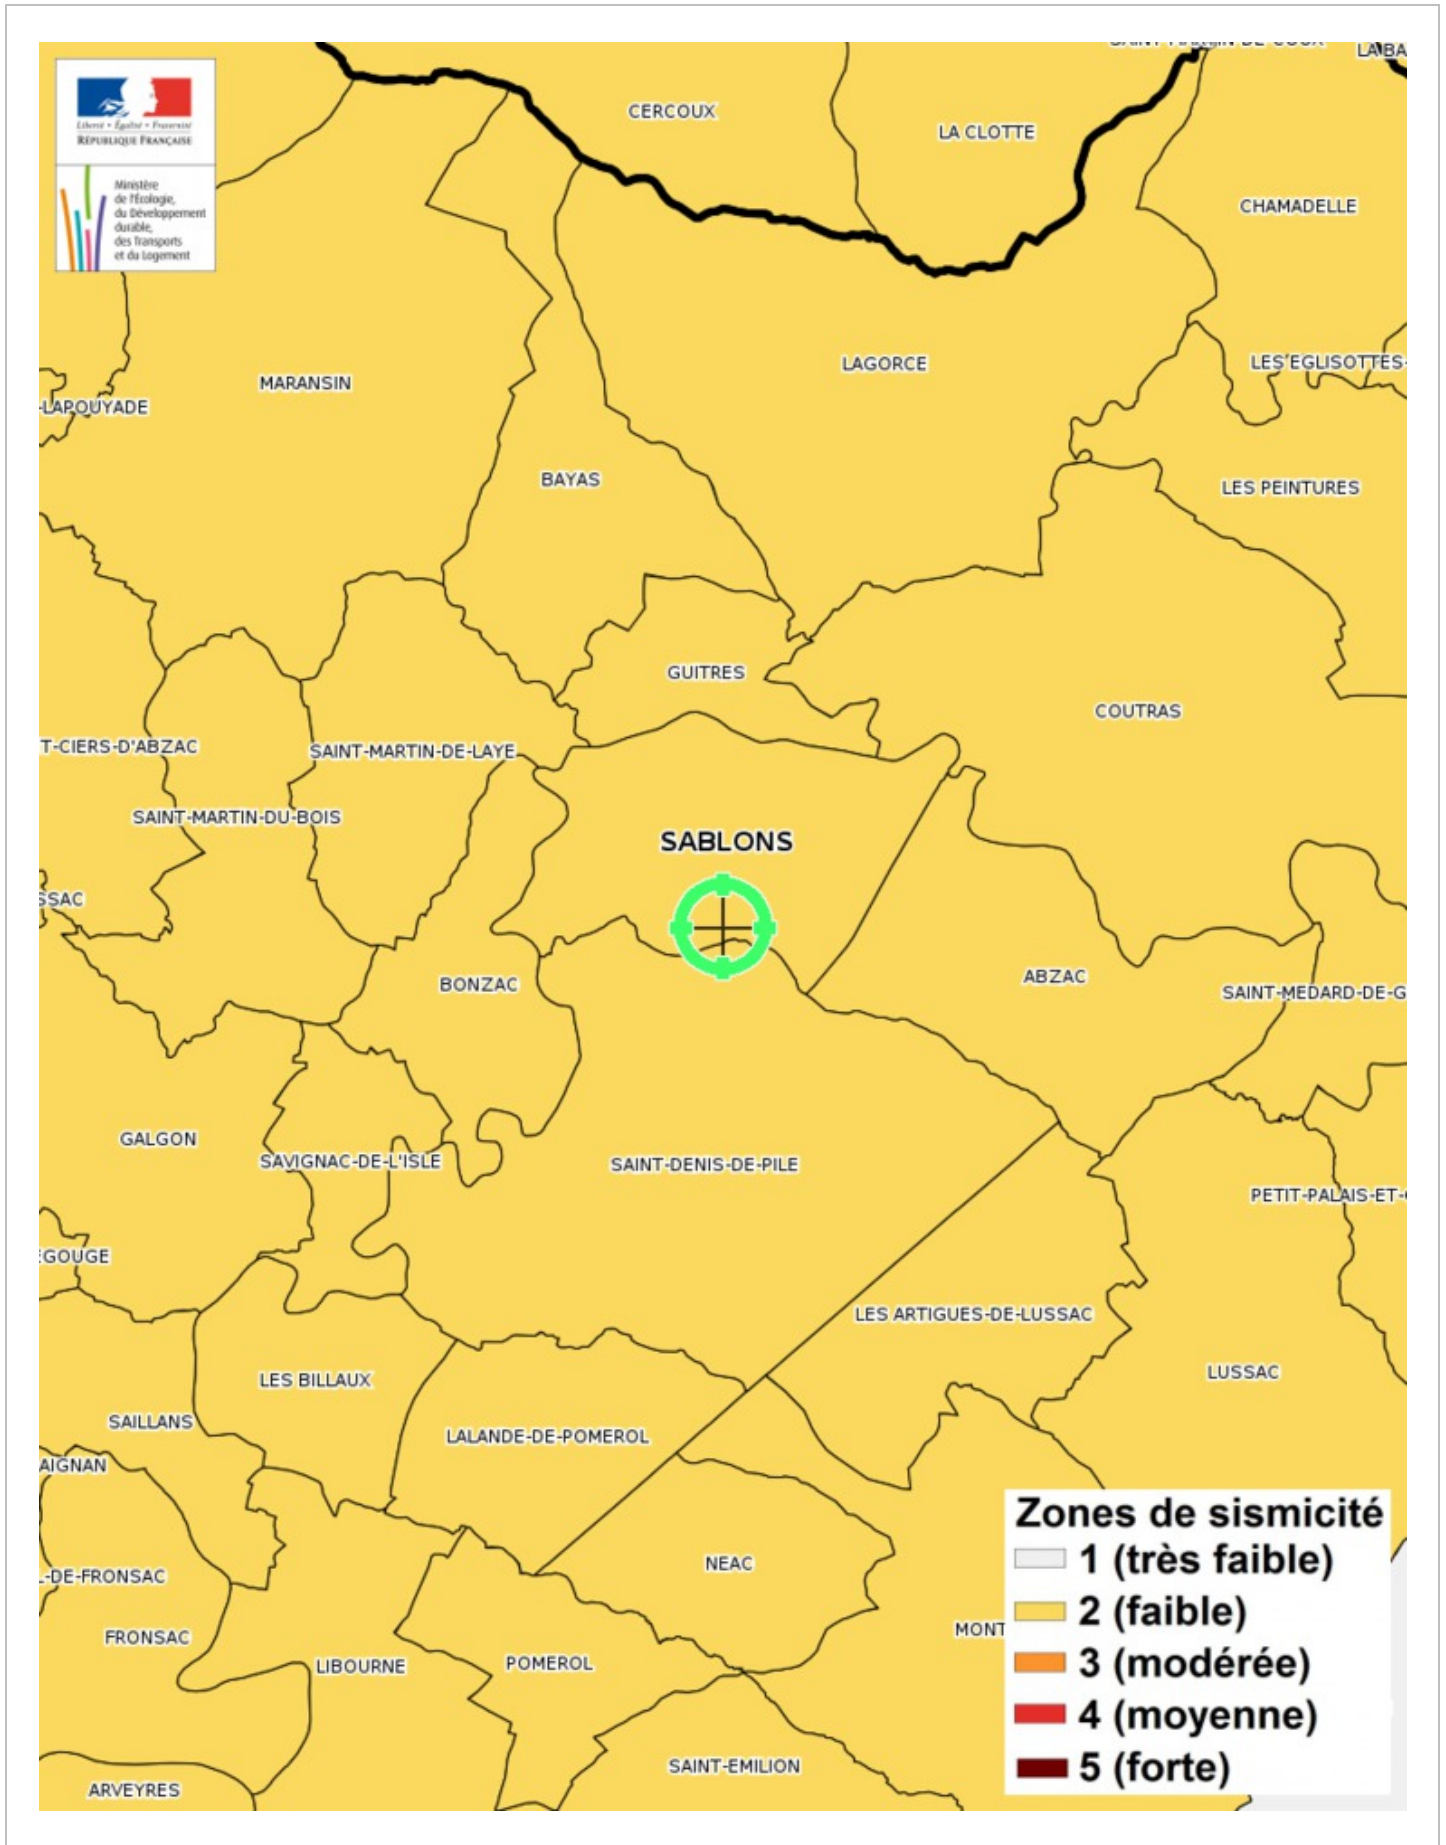 SAINT-MARTIN-DE-COUX
LA BA
Liberté • Égalité • Fraternité
RÉPUBLIQUE FRANÇAISE
CERCOUX
LA CLOTTE
Ministère
de l'Écologie,
du Développement
durable,
des Transports
et du Logement
CHAMADELLE
LAGORCE
LES EGLISOTTES-
MARANSIN
-LAPOUYADE
BAYAS
LES PEINTURES
GUITRES
COUTRAS
T-CIERS-D'ABZAC
SAINT-MARTIN-DE-LAYE
SAINT-MARTIN-DU-BOIS
SABLONS
SSAC
ABZAC
BONZAC
SAINT-MEDARD-DE-G
GALGON
SAVIGNAC-DE-L'ISLE
SAINT-DENIS-DE-PILE
PETIT-PALAIS-ET-
EGOUGE
LES ARTIGUES-DE-LUSSAC
LES BILLAUX
LUSSAC
SAILLANS
LALANDE-DE-POMEROL
AIGNAN
NEAC
L-DE-FRONSAC
MONT
FRONSAC
LIBOURNE
POMEROL
SAINT-EMILION
ARVEYRES
Zones de sismicité
1 (très faible)
2 (faible)
3 (modérée)
4 (moyenne)
5 (forte)